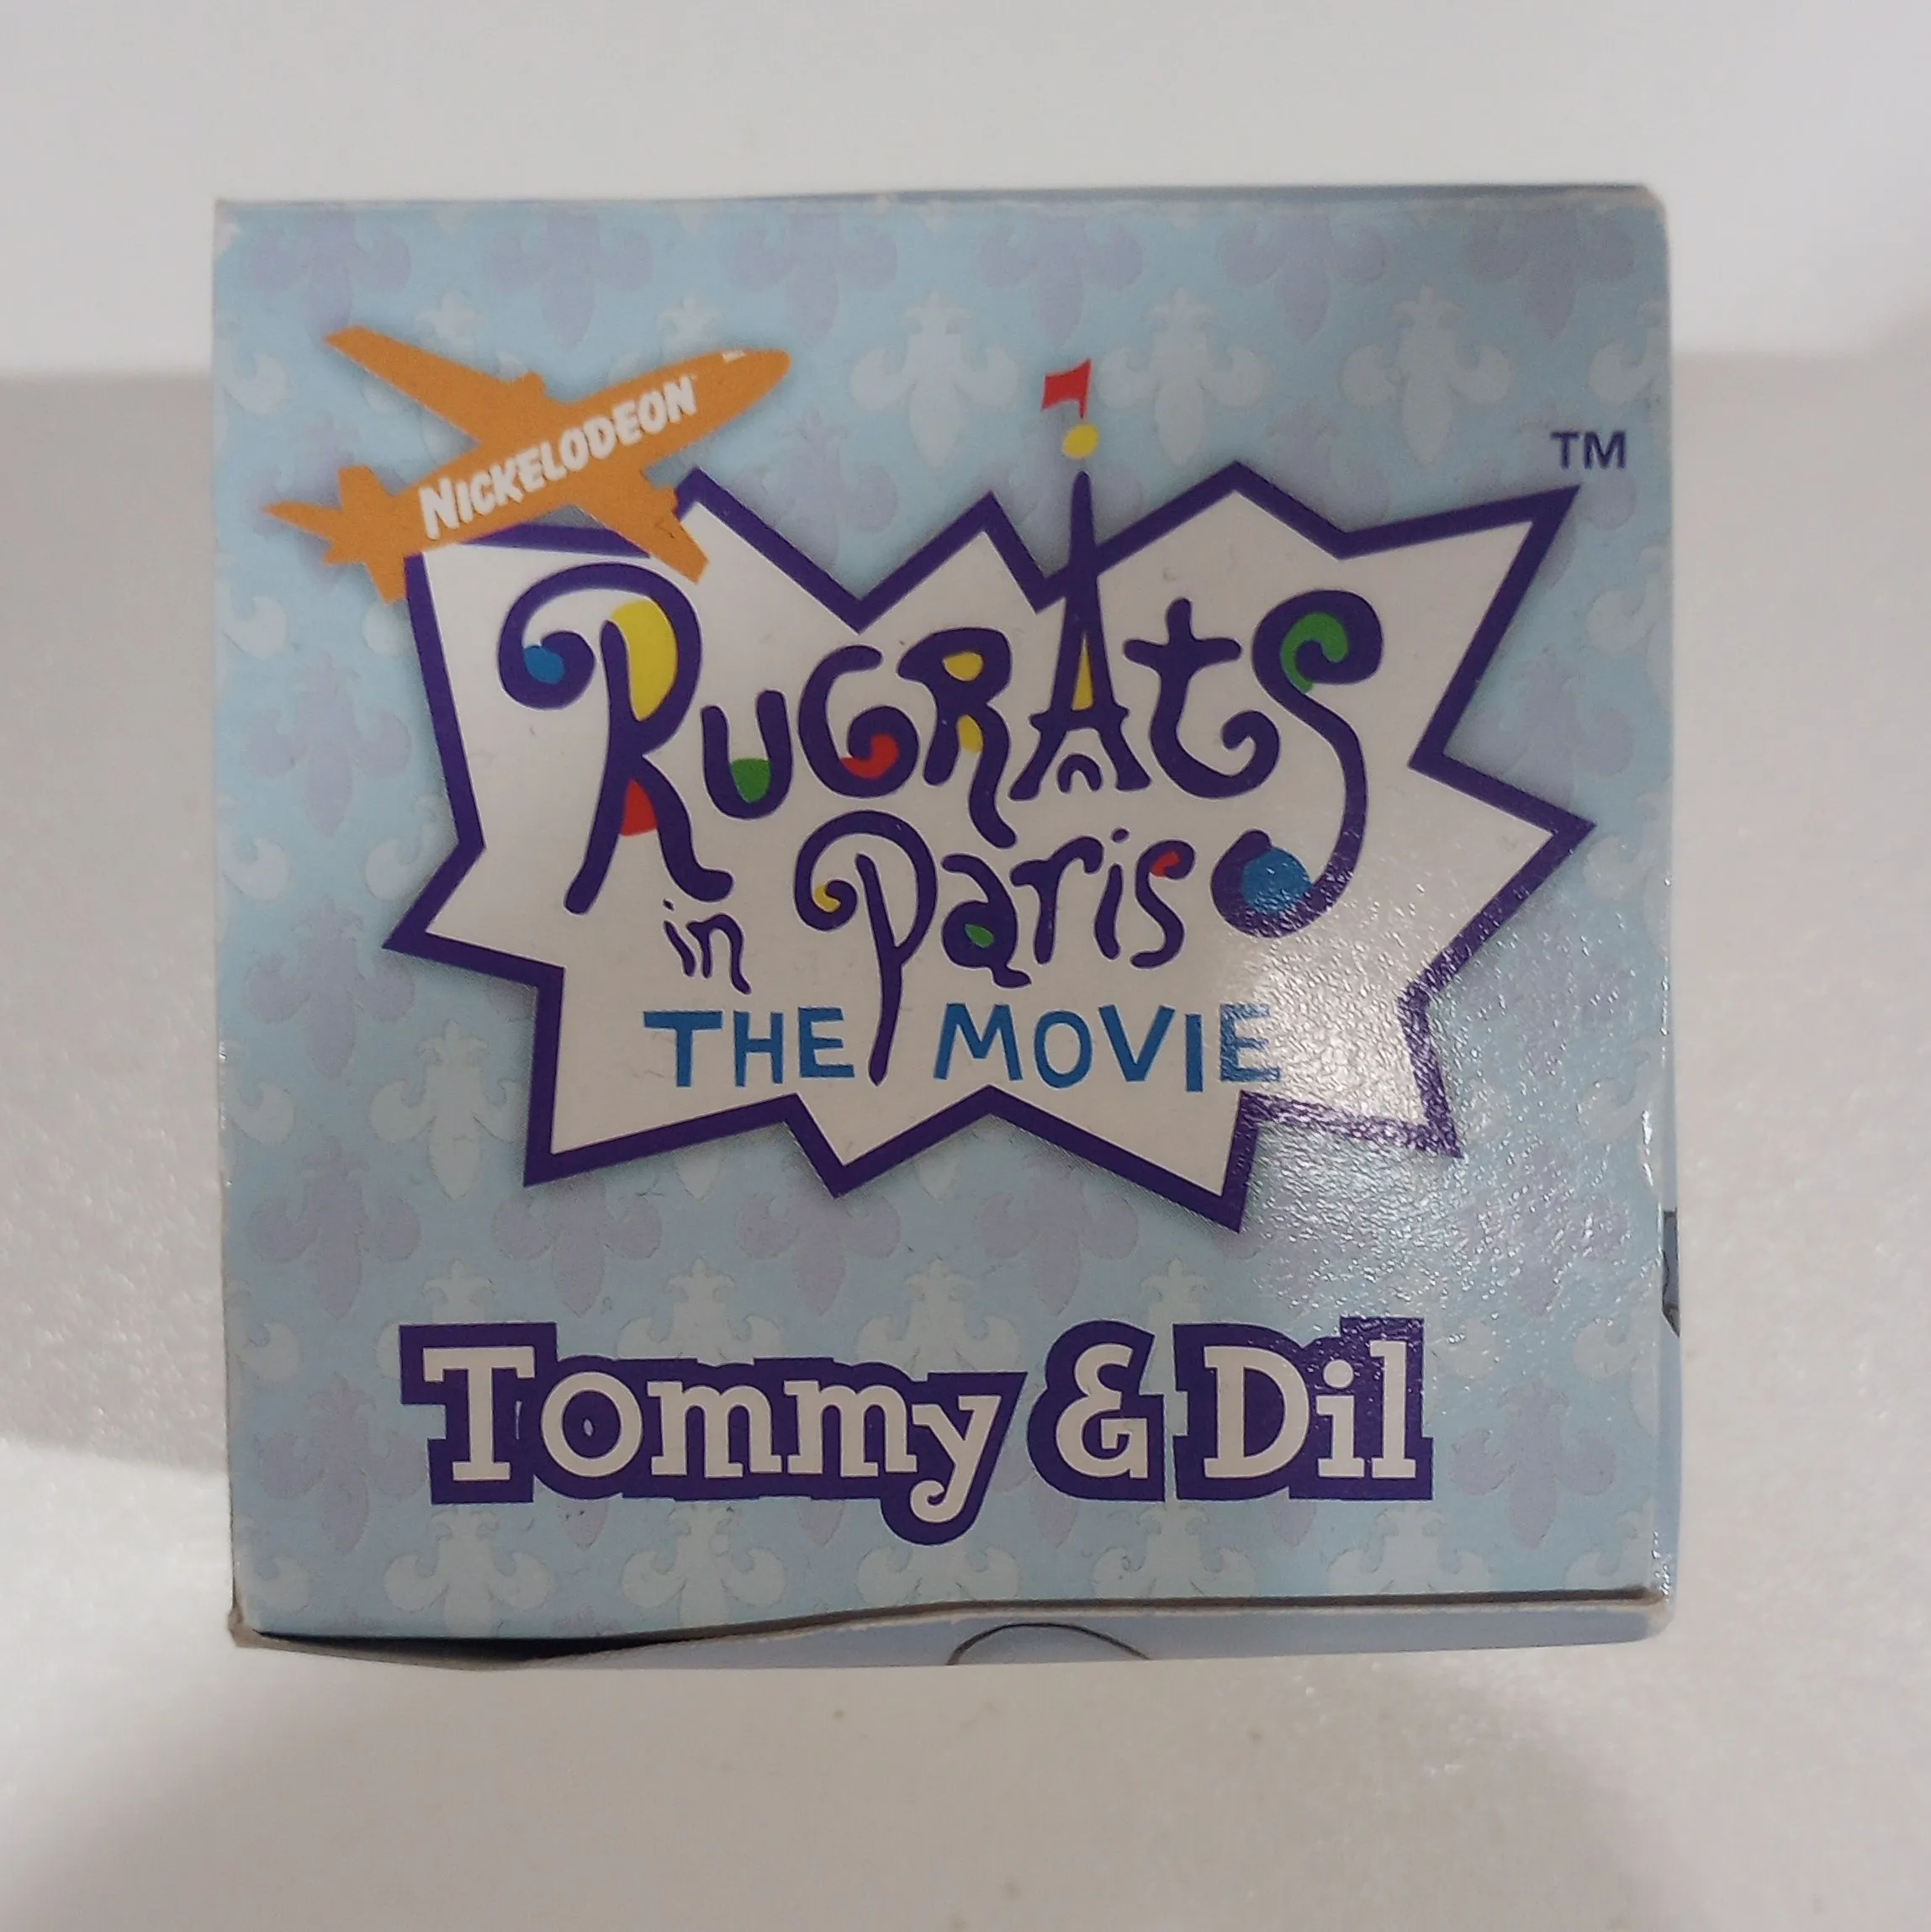 NICKELODEON
TM
RUGRAtS
in Paris
THE MOVIE
Tommy & Dil